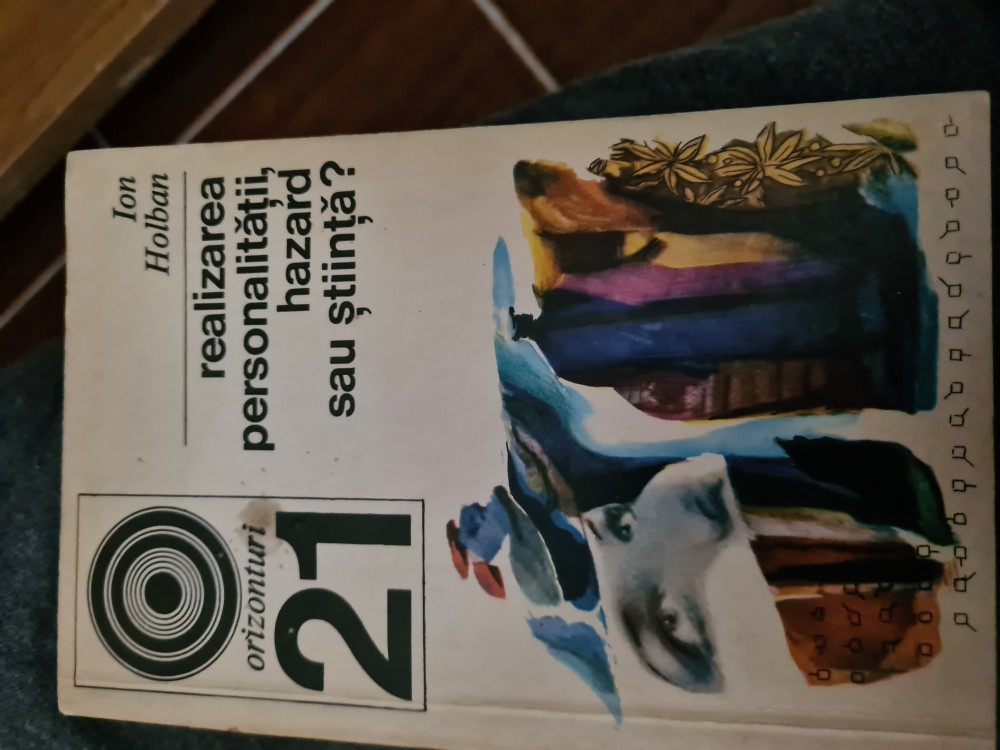 orizonturi
21
Ion
Holban
realizarea
personalității,
hazard
sau știință?